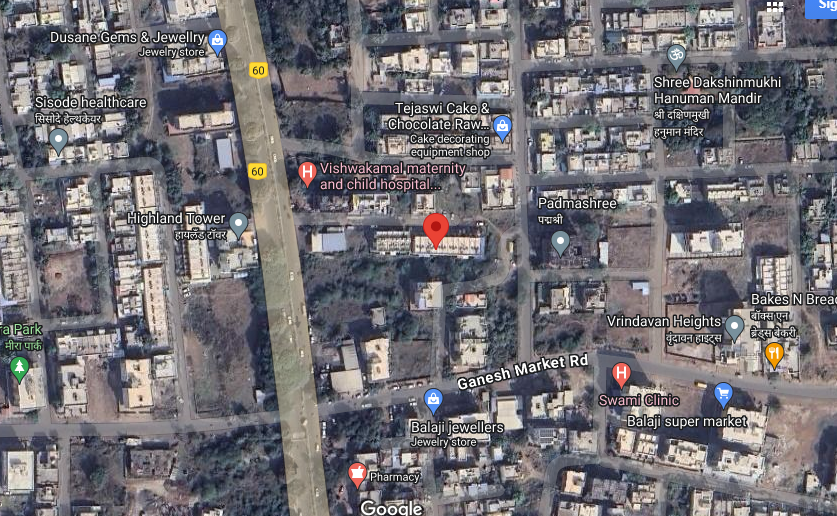 Dusane Gems & Jewellry
Jewelry store
60
Sisode healthcare
सिसोदे हेल्थकेयर
Shree Dakshinmukhi
Hanuman Mandir
श्री दक्षिणमुखी
हनुमान मंदिर
Tejaswi Cake &
Chocolate Raw...
Cake decorating
equipment shop
60
H
Vishwakamal maternity
and child hospital...
Highland Tower
हायलँड टॉवर
Padmashree
पद्मश्री
Bakes N Brea
बॉक्स एन
ब्रेड्स बेकरी
Vrindavan Heights
वृंदावन हाइट्स
ra Park
मीरा पार्क
Ganesh Market Rd
H
Swami Clinic
Balaji super market
Balaji jewellers
Jewelry store
Pharmacy
Google